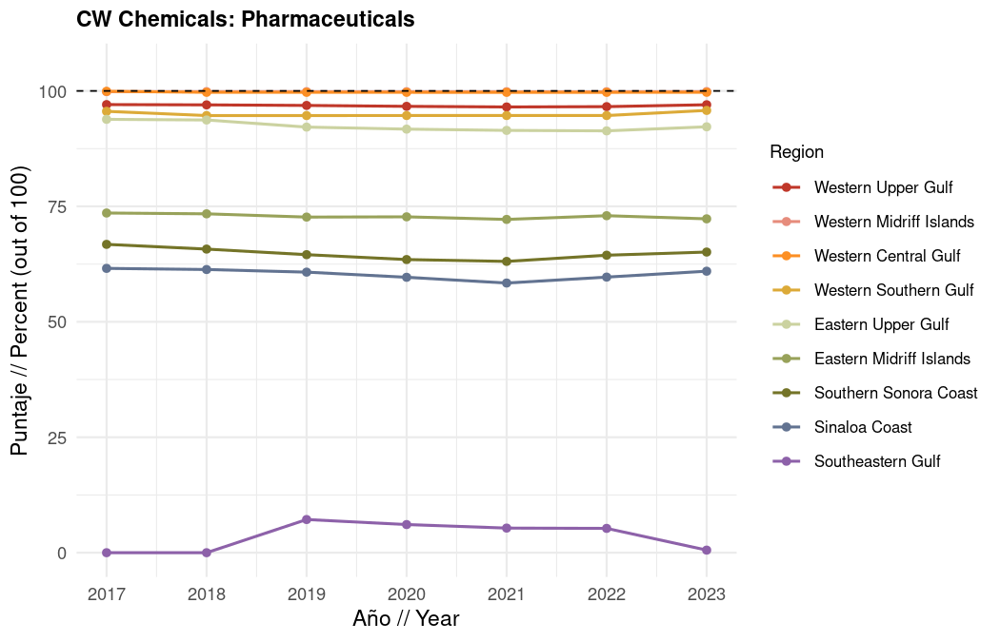 CW Chemicals: Pharmaceuticals
Puntaje // Percent (out of 100)
100
75
50
25
0
2017 2018 2019 2020 2021 2022 2023
Año // Year
Region
Western Upper Gulf
Western Midriff Islands
Western Central Gulf
Western Southern Gulf
Eastern Upper Gulf
Eastern Midriff Islands
Southern Sonora Coast
Sinaloa Coast
Southeastern Gulf